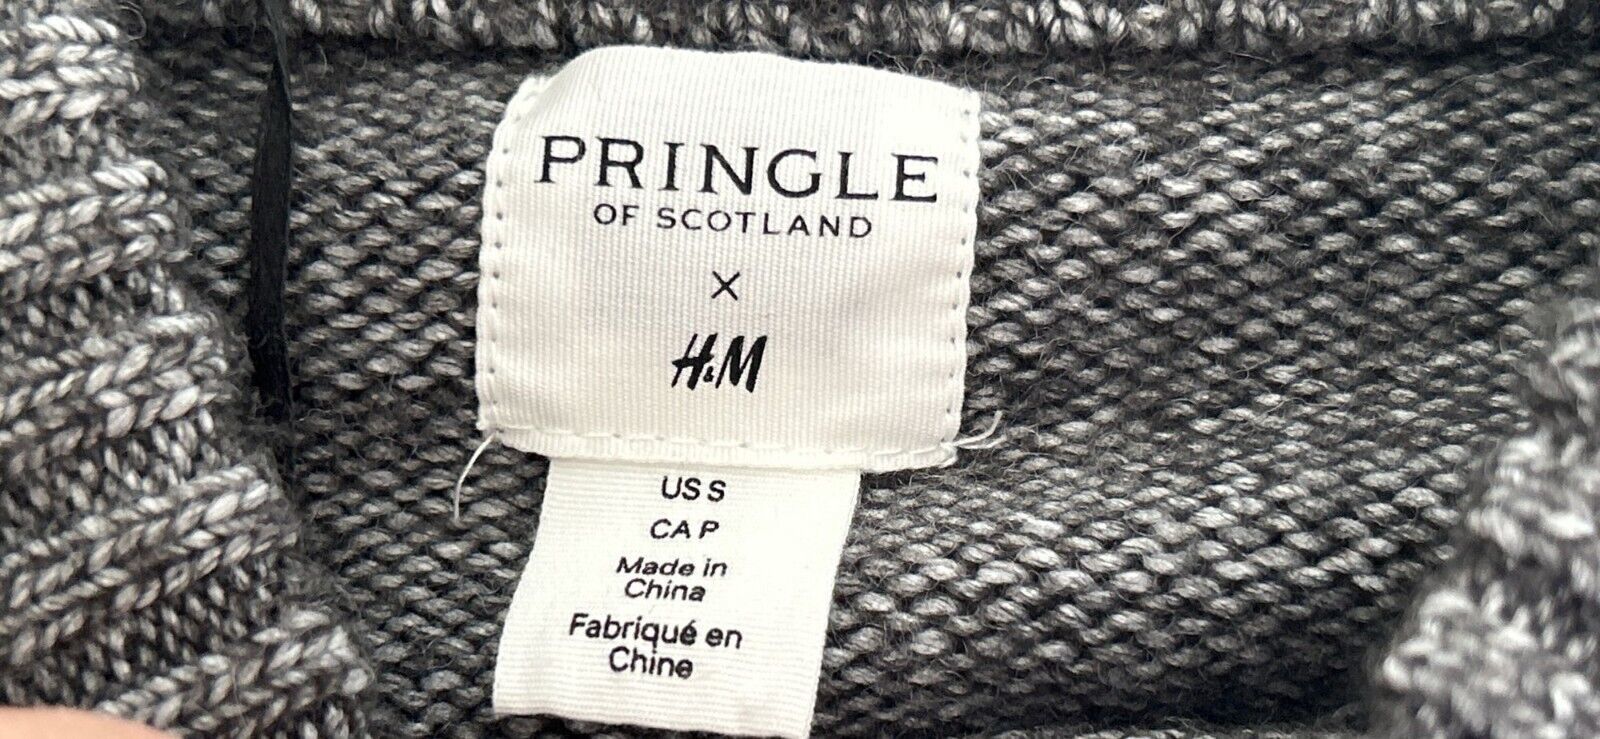 PRINGLE
OF SCOTLAND
×
H&M
US S
CA P
Made in
China
Fabriqué en
Chine